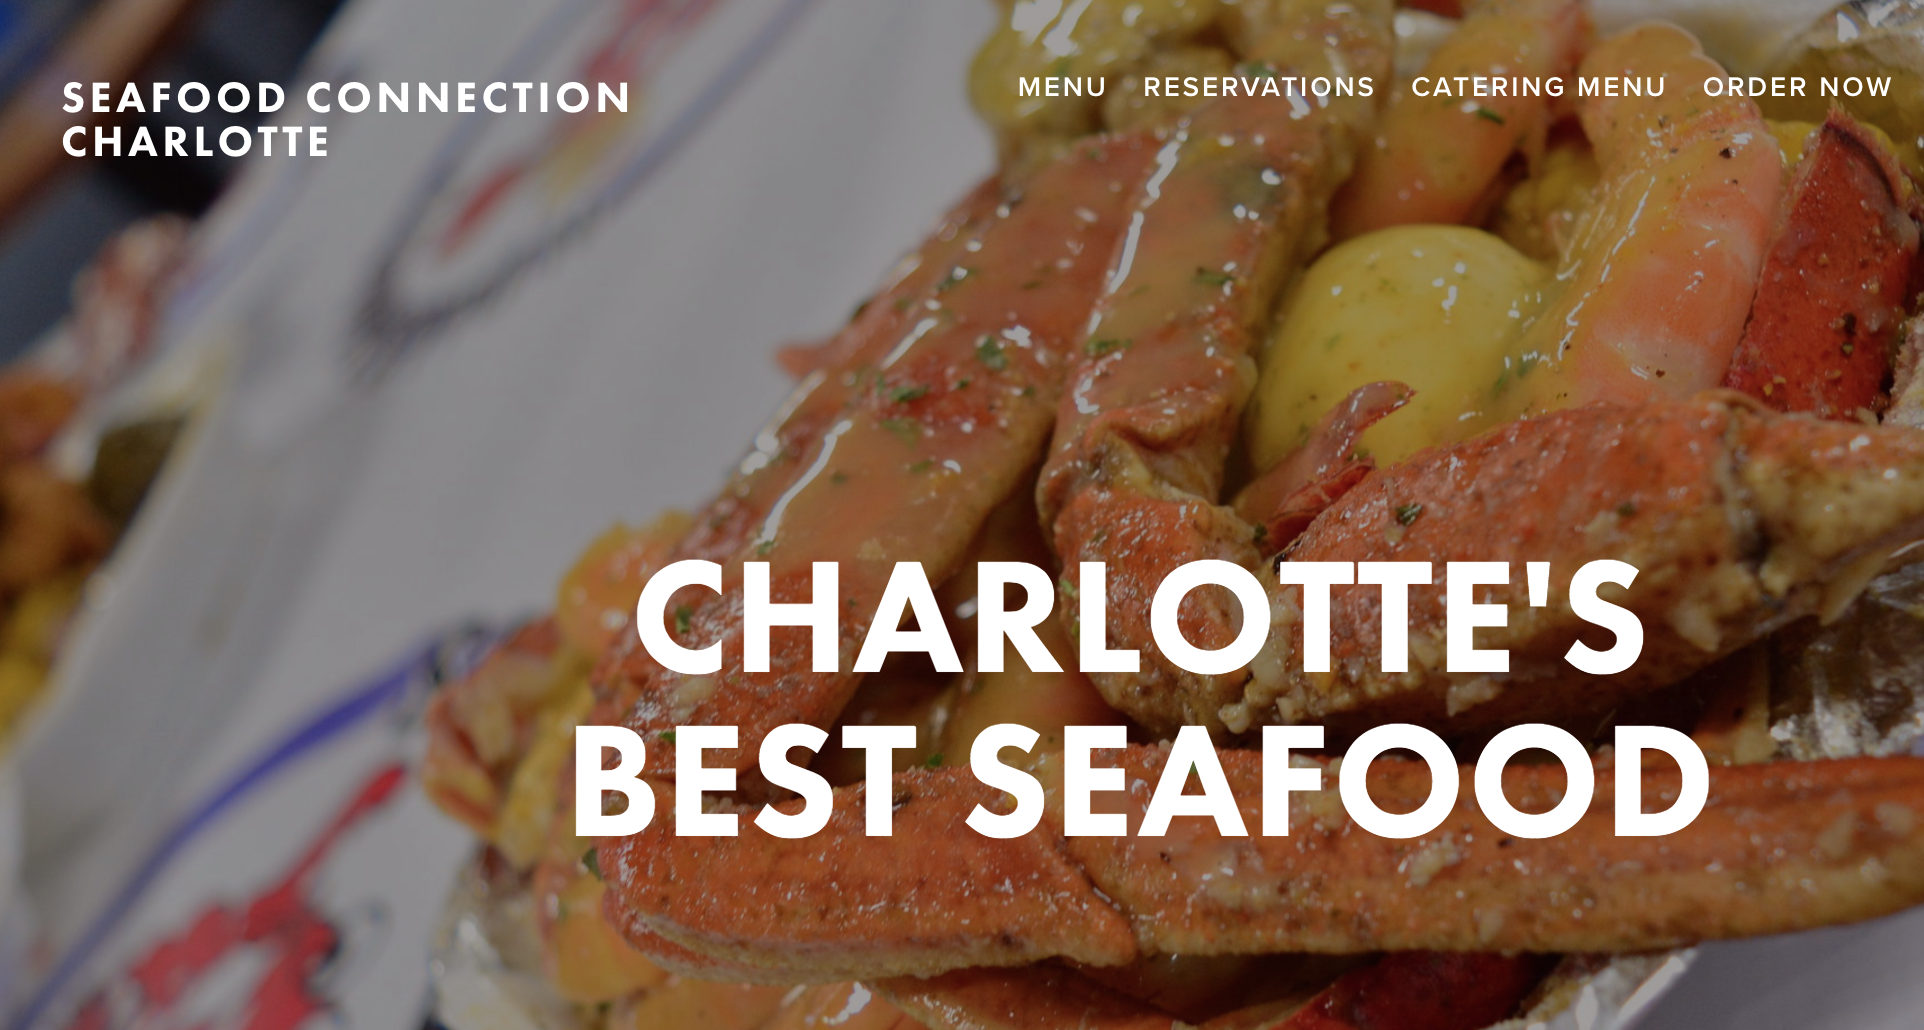 SEAFOOD CONNECTION
CHARLOTTE
MENU RESERVATIONS CATERING MENU ORDER NOW
CHARLOTTE'S
BEST SEAFOOD